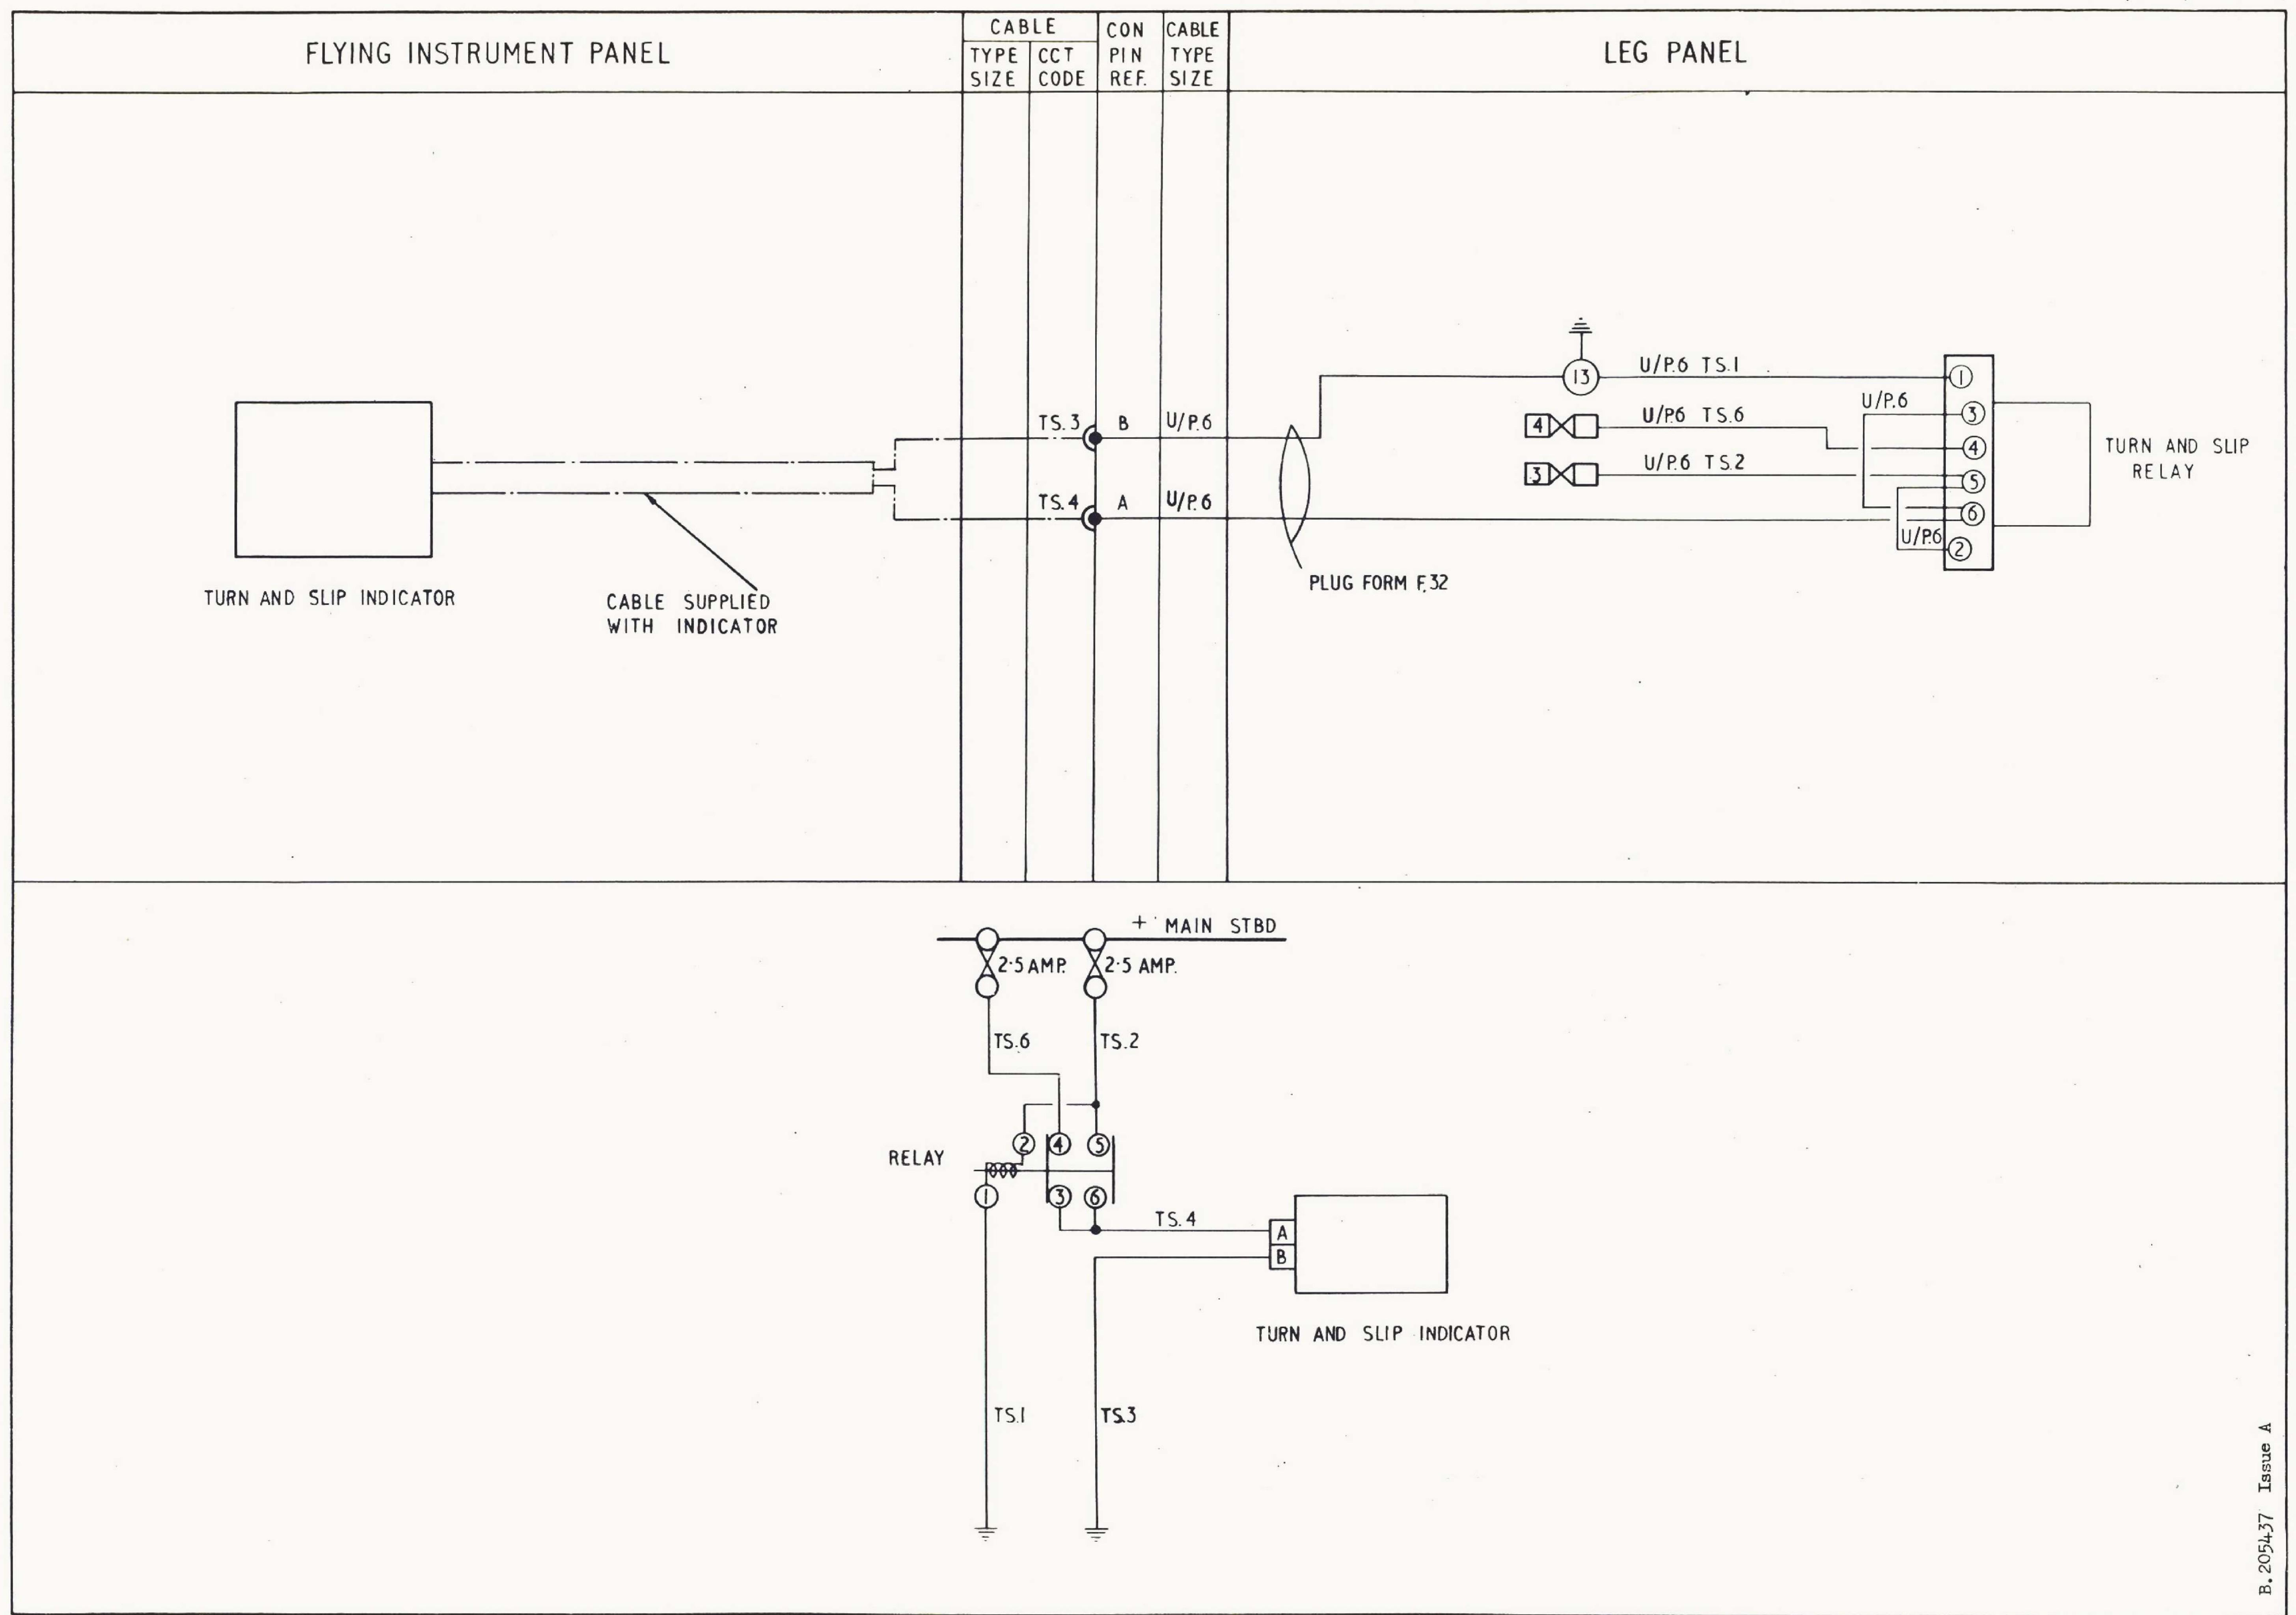 FLYING INSTRUMENT PANEL
CABLE
TYPE SIZE
CCT CODE
CON PIN REF.
CABLE TYPE SIZE
LEG PANEL
TURN AND SLIP INDICATOR
CABLE SUPPLIED
WITH INDICATOR
TS.3 B U/P.6
TS.4 A U/P.6
PLUG FORM F.32
13 U/P.6 TS.1
4 U/P6 TS.6
3 U/P.6 TS.2
U/P.6
U/P.6
1
3
4
5
6
2
TURN AND SLIP
RELAY
+ MAIN STBD
2·5 AMP. 2·5 AMP.
TS.6 TS.2
2 4 5
RELAY
1 3 6
TS.4
A
B
TURN AND SLIP INDICATOR
TS.1 TS.3
B.205437 Issue A